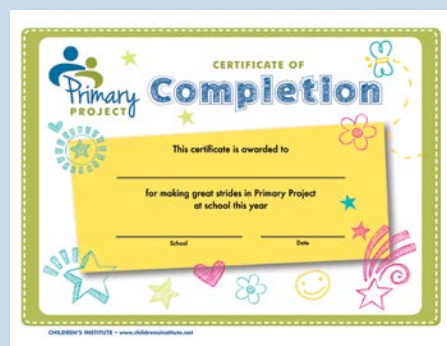 Primary
PROJECT
CERTIFICATE OF
Completion
This certificate is awarded to
for making great strides in Primary Project
at school this year
School Date
CHILDREN'S INSTITUTE • www.childrensinstitute.net